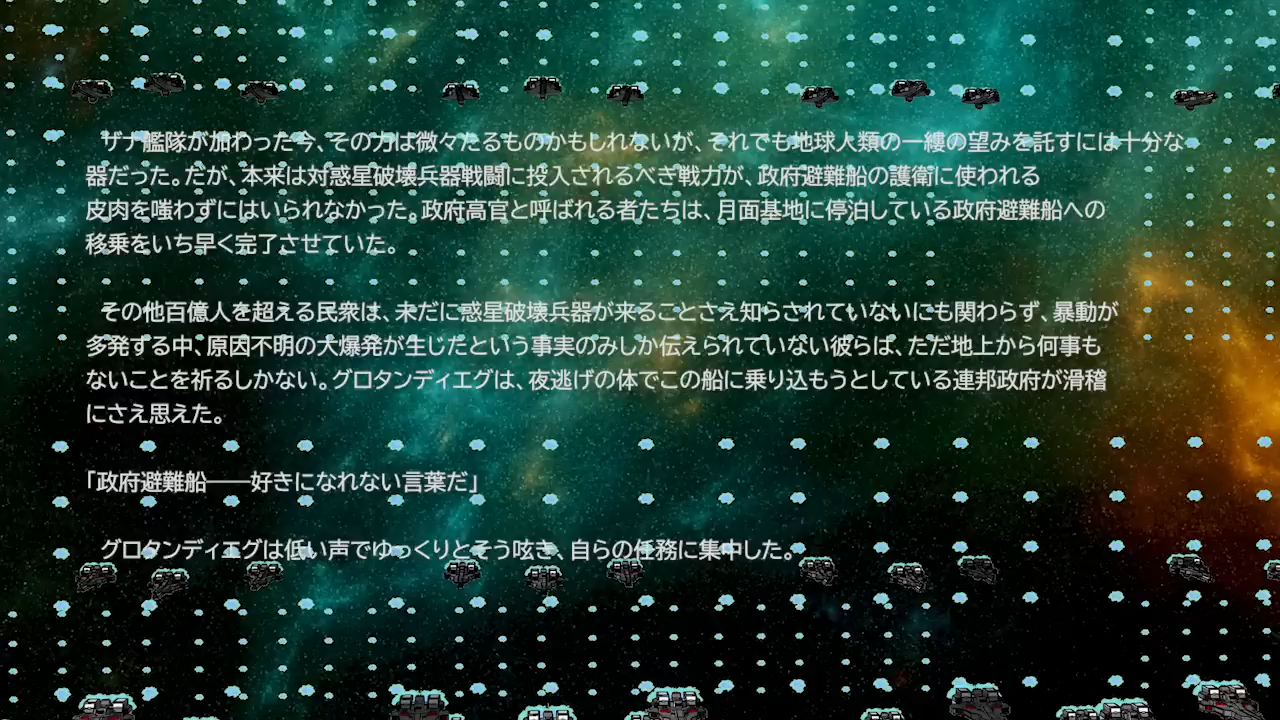 ザナ艦隊が加わった今、その力は微々たるものかもしれないが、それでも地球人類の一縷の望みを託すには十分な
器だった。だが、本来は対惑星破壊兵器戦闘に投入されるべき戦力が、政府避難船の護衛に使われる
皮肉を嗤わずにはいられなかった。政府高官と呼ばれる者たちは、月面基地に停泊している政府避難船への
移乗をいち早く完了させていた。
その他百億人を超える民衆は、未だに惑星破壊兵器が来ることさえ知らされていないにも関わらず、暴動が
多発する中、原因不明の大爆発が生じたという事実のみしか伝えられていない彼らは、ただ地上から何事も
ないことを祈るしかない。グロタンディエグは、夜逃げの体でこの船に乗り込もうとしている連邦政府が滑稽
にさえ思えた。
「政府避難船――好きになれない言葉だ」
グロタンディエグは低い声でゆっくりとそう呟き、自らの任務に集中した。